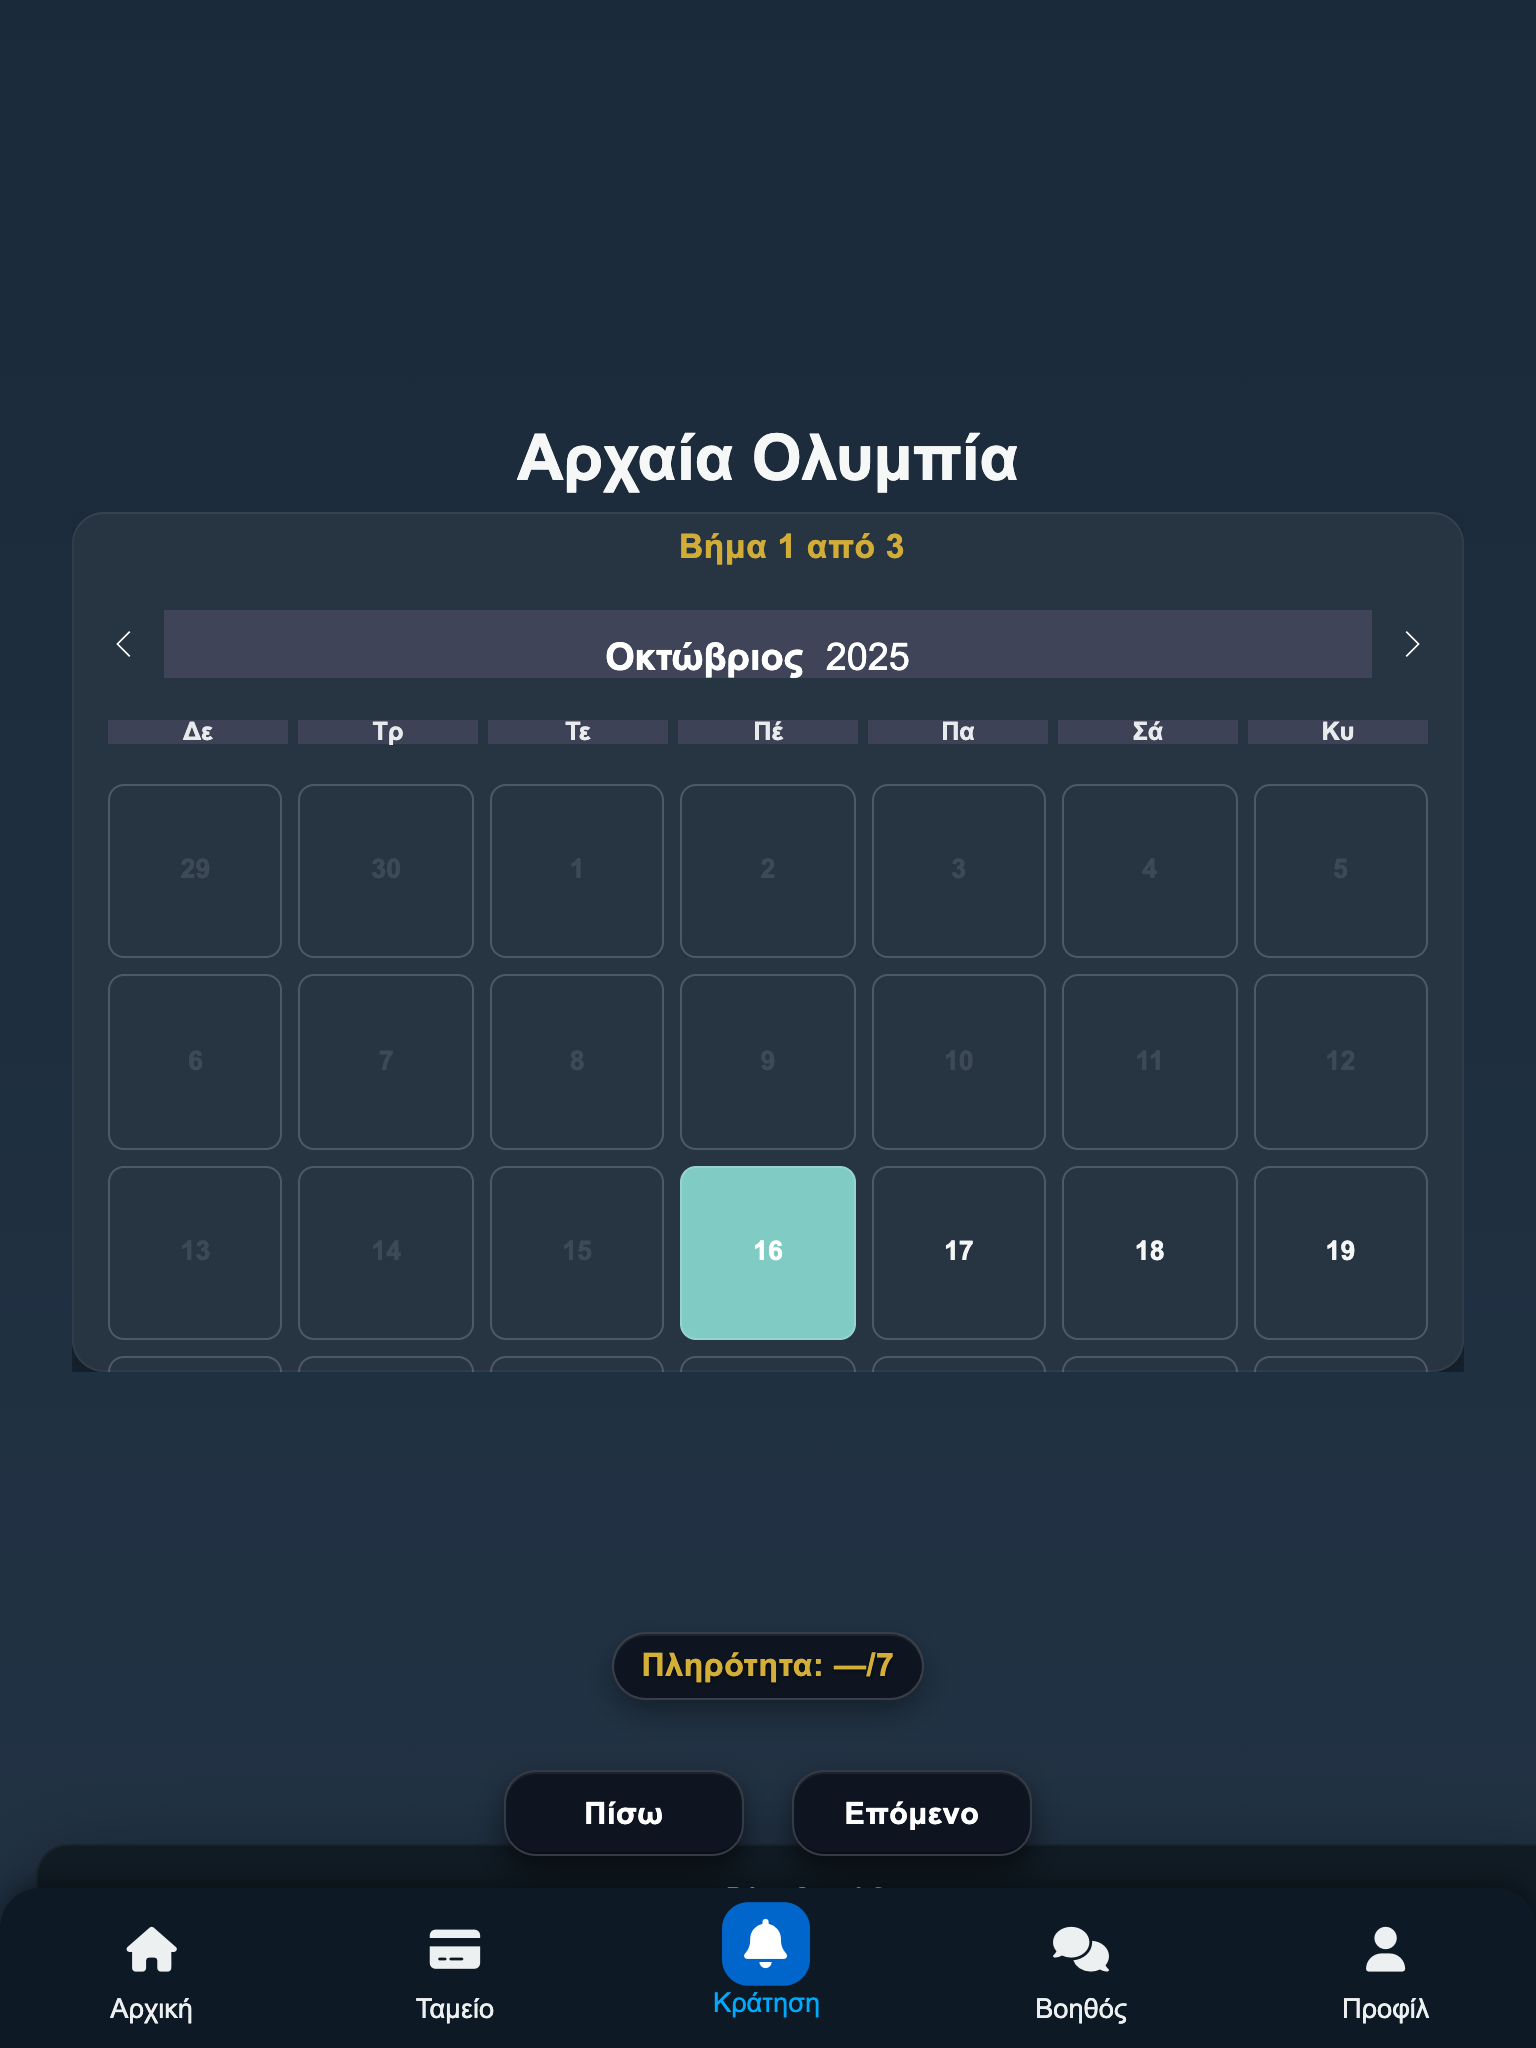 Αρχαία Ολυμπία
Βήμα 1 από 3
Οκτώβριος 2025
Δε Τρ Τε Πέ Πα Σά Κυ
29 30 1 2 3 4 5
6 7 8 9 10 11 12
13 14 15 16 17 18 19
Πληρότητα: —/7
Πίσω Επόμενο
Αρχική Ταμείο Κράτηση Βοηθός Προφίλ